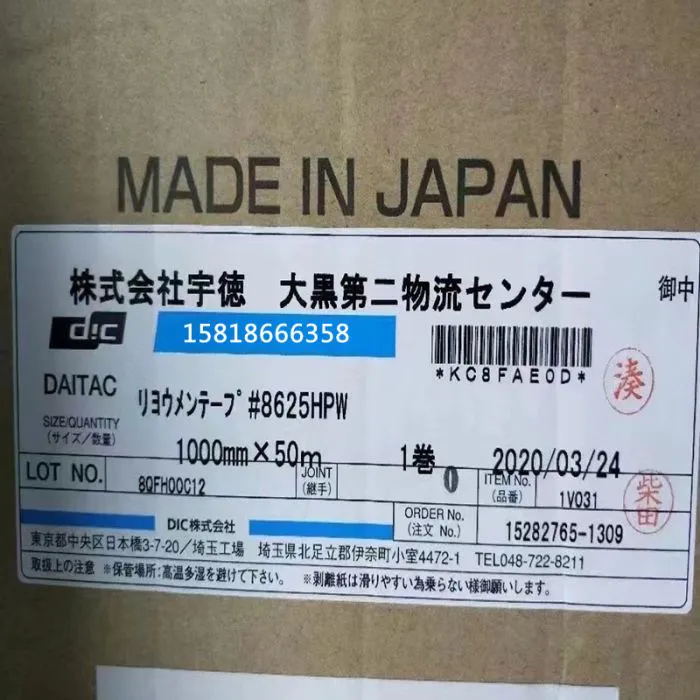 MADE IN JAPAN
株式会社宇徳 大黒第二物流センター 御中
DIC 15818666358
*KC8FAE0D*
湊
DAITAC リヨウメンテープ#8625HPW
SIZE/QUANTITY
(サイズ/数量)
1000mm×50m 1巻 2020/03/24
LOT NO. 8QFH00C12 JOINT (継手) 0 ITEM No. (品番) 1V031
柴田
DIC株式会社 ORDER No. (注文 No.) 15282765-1309
東京都中央区日本橋3-7-20/埼玉工場 埼玉県北足立郡伊奈町小室4472-1 TEL048-722-8211
取扱上の注意 ※保管場所:高温多湿を避けて下さい。 ※剥離紙は滑りやすい為乗らない様御願いします。